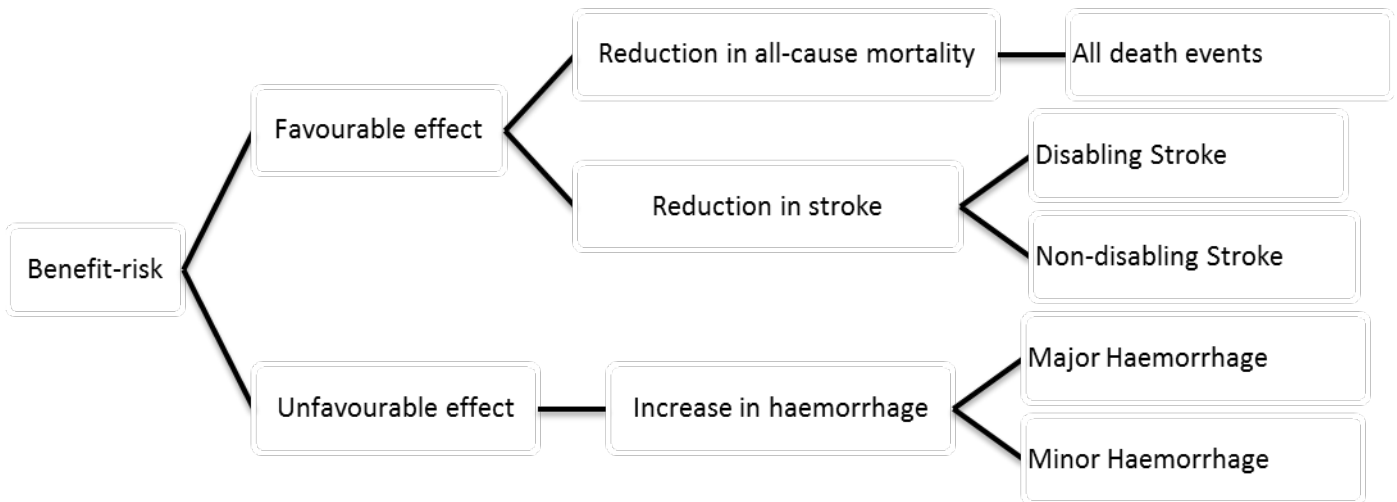 Reduction in all-cause mortality
All death events
Favourable effect
Disabling Stroke
Reduction in stroke
Non-disabling Stroke
Benefit-risk
Major Haemorrhage
Unfavourable effect
Increase in haemorrhage
Minor Haemorrhage